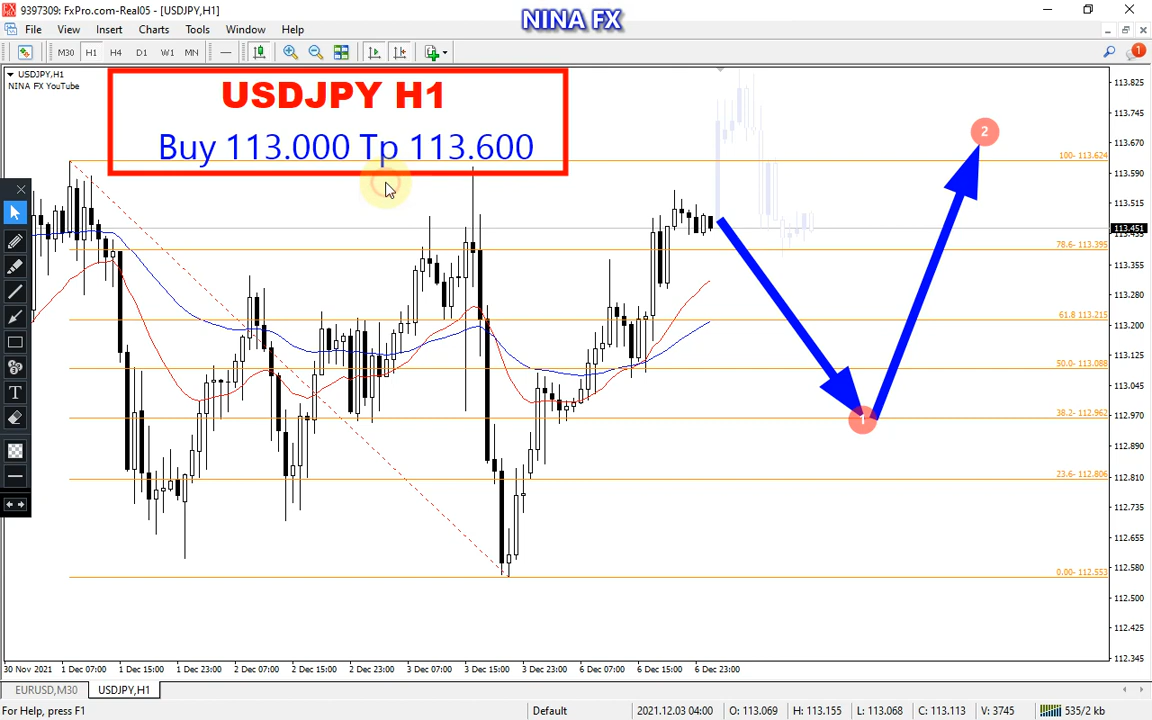 9397309: FxPro.com-Real05 - [USDJPY,H1]
NINA FX
File View Insert Charts Tools Window Help
M30 H1 H4 D1 W1 MN
1
USDJPY,H1
NINA FX YouTube
USDJPY H1
Buy 113.000 Tp 113.600
113.825
113.745
113.670
113.590
113.515
113.451
113.355
113.280
113.200
113.125
113.045
112.970
112.890
112.810
112.735
112.655
112.580
112.500
112.425
112.345
100- 113.624
78.6- 113.395
61.8 113.215
50.0- 113.088
38.2- 112.962
23.6- 112.806
0.00- 112.553
2
1
T
30 Nov 2021 1 Dec 07:00 1 Dec 15:00 1 Dec 23:00 2 Dec 07:00 2 Dec 15:00 2 Dec 23:00 3 Dec 07:00 3 Dec 15:00 3 Dec 23:00 6 Dec 07:00 6 Dec 15:00 6 Dec 23:00
EURUSD,M30 USDJPY,H1
For Help, press F1 Default 2021.12.03 04:00 O: 113.069 H: 113.155 L: 113.068 C: 113.113 V: 3745 535/2 kb